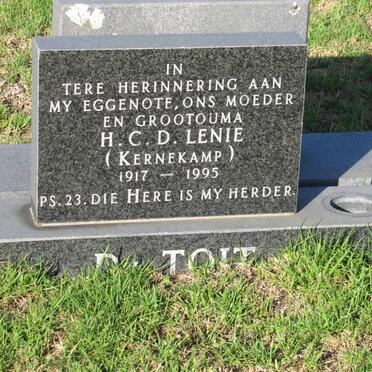 IN
TERE HERINNERING AAN
MY EGGENOTE, ONS MOEDER
EN GROOTOUMA
H. C. D. LENIE
(KERNEKAMP)
1917 — 1995
PS. 23. DIE HERE IS MY HERDER.
DU TOIT